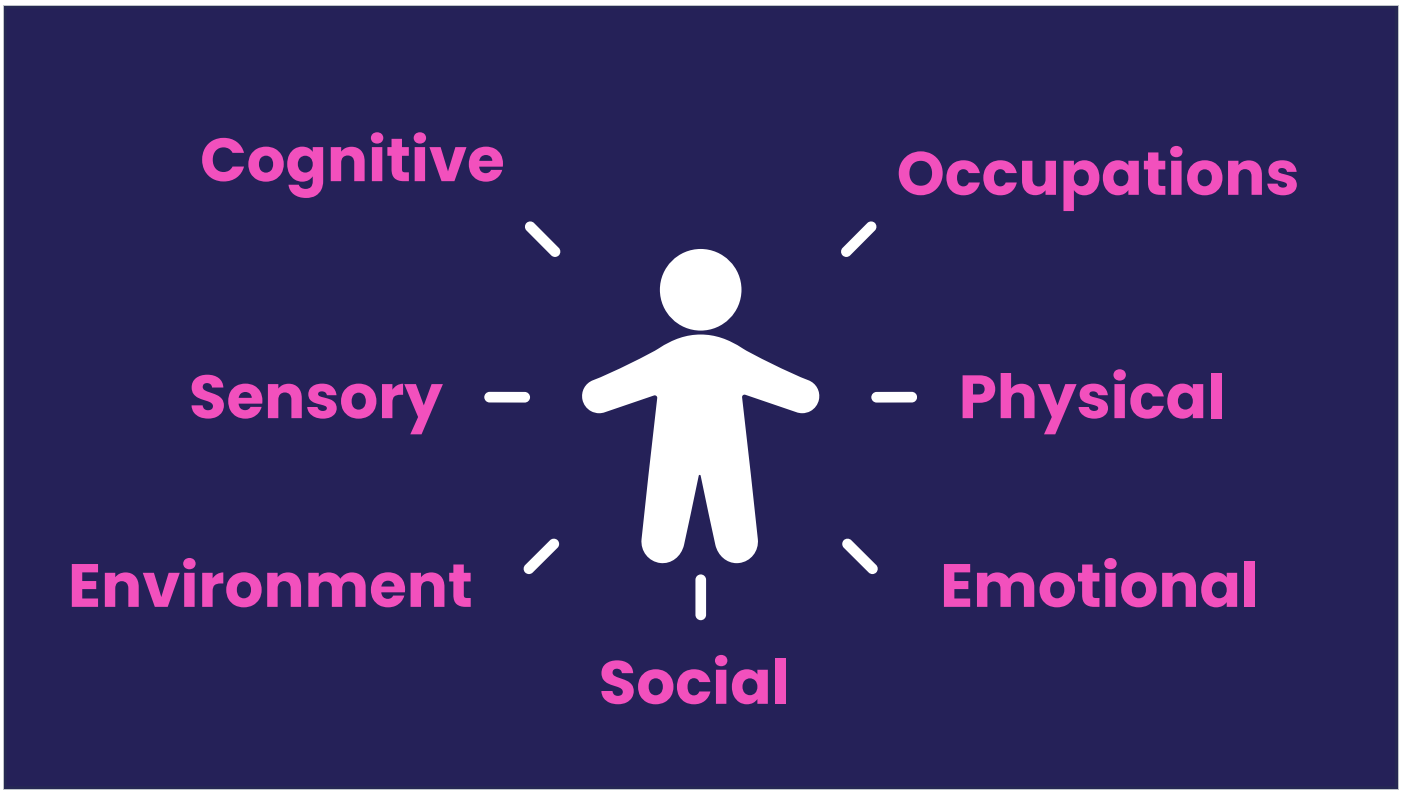 Cognitive
Occupations
Sensory
Physical
Environment
Emotional
Social